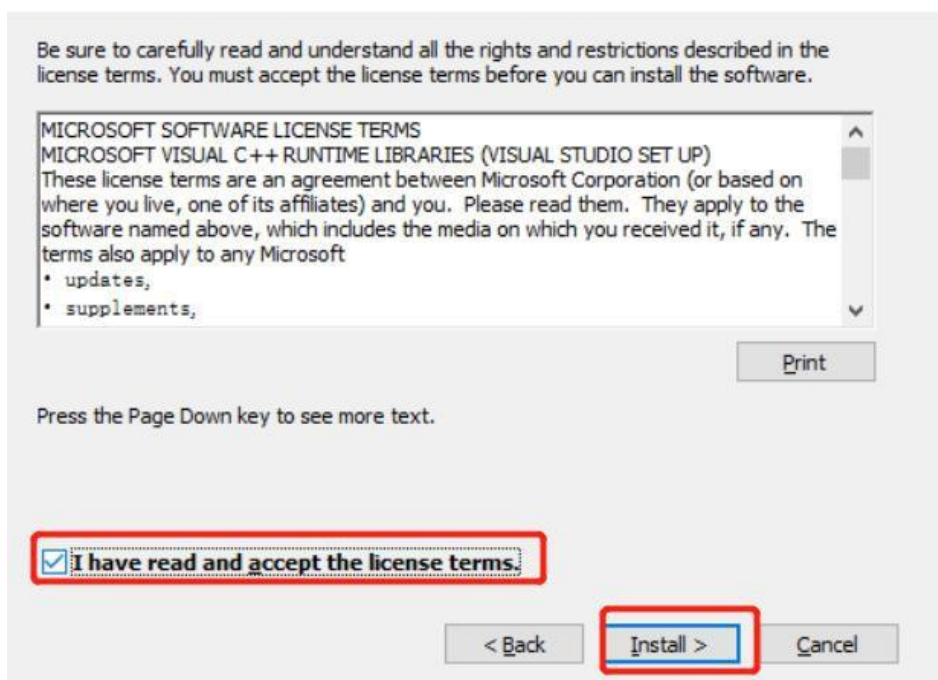 Be sure to carefully read and understand all the rights and restrictions described in the
license terms. You must accept the license terms before you can install the software.
MICROSOFT SOFTWARE LICENSE TERMS
MICROSOFT VISUAL C++ RUNTIME LIBRARIES (VISUAL STUDIO SET UP)
These license terms are an agreement between Microsoft Corporation (or based on
where you live, one of its affiliates) and you.  Please read them.  They apply to the
software named above, which includes the media on which you received it, if any.  The
terms also apply to any Microsoft
• updates,
• supplements,
Print
Press the Page Down key to see more text.
I have read and accept the license terms.
< Back
Install >
Cancel